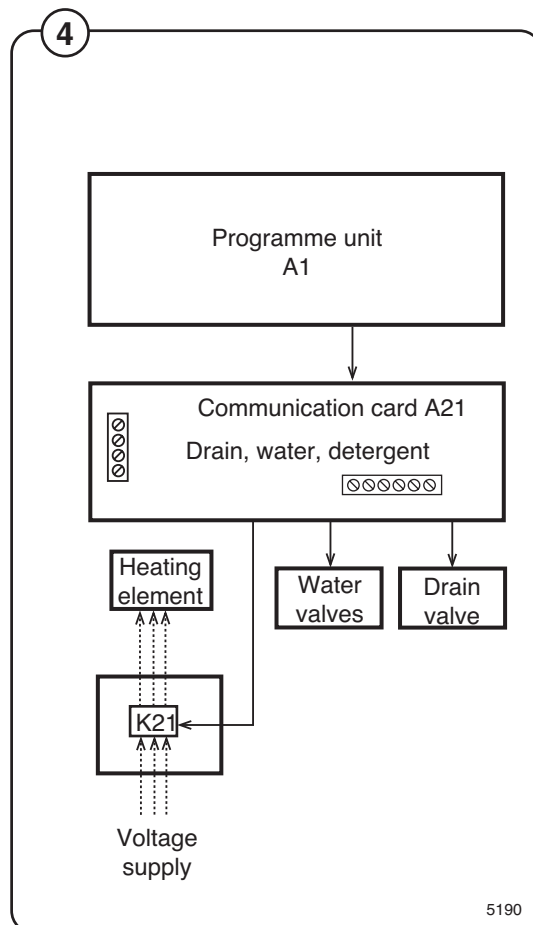 4
Programme unit
A1
Communication card A21
Drain, water, detergent
Heating
element
Water
valves
Drain
valve
K21
Voltage
supply
5190